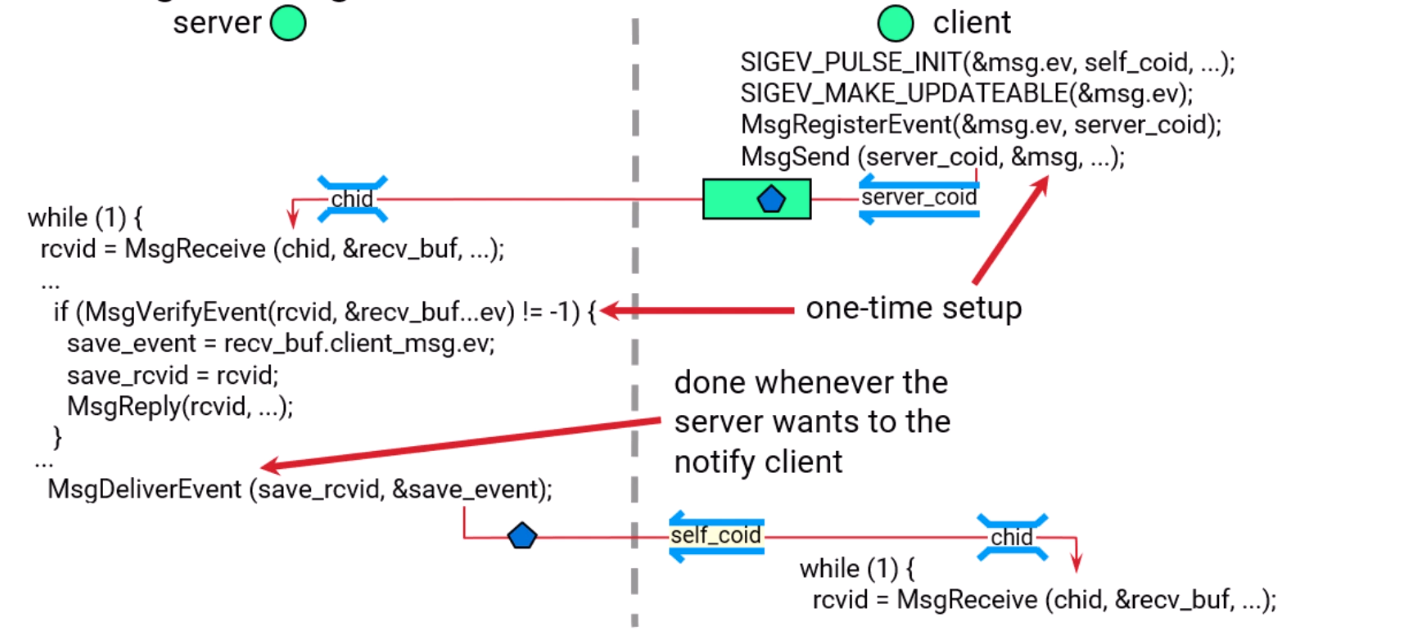 server
client
SIGEV_PULSE_INIT(&msg.ev, self_coid, ...);
SIGEV_MAKE_UPDATEABLE(&msg.ev);
MsgRegisterEvent(&msg.ev, server_coid);
MsgSend (server_coid, &msg, ...);
chid
server_coid
while (1) {
rcvid = MsgReceive (chid, &recv_buf, ...);
...
if (MsgVerifyEvent(rcvid, &recv_buf...ev) != -1) {
one-time setup
save_event = recv_buf.client_msg.ev;
save_rcvid = rcvid;
MsgReply(rcvid, ...);
}
...
done whenever the
server wants to the
notify client
MsgDeliverEvent (save_rcvid, &save_event);
self_coid
chid
while (1) {
rcvid = MsgReceive (chid, &recv_buf, ...);